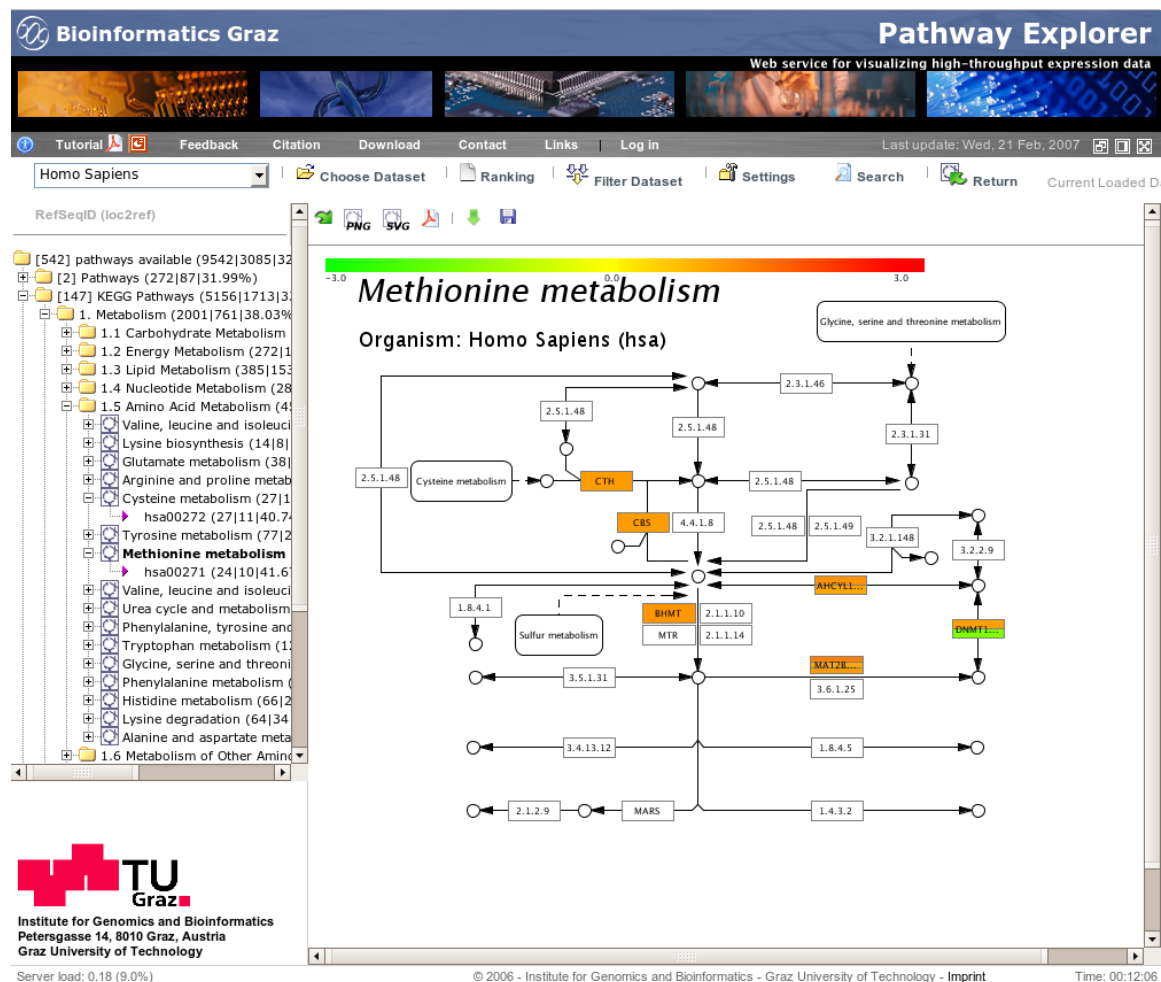 Bioinformatics Graz
Pathway Explorer
Web service for visualizing high-throughput expression data
Tutorial Feedback Citation Download Contact Links | Log in Last update: Wed, 21 Feb, 2007
Homo Sapiens Choose Dataset Ranking Filter Dataset Settings Search Return Current Loaded D
RefSeqID (loc2ref)
PNG SVG
[542] pathways available (9542|3085|32
[2] Pathways (272|87|31.99%)
[147] KEGG Pathways (5156|1713|3
1. Metabolism (2001|761|38.03%
1.1 Carbohydrate Metabolism
1.2 Energy Metabolism (272|1
1.3 Lipid Metabolism (385|153
1.4 Nucleotide Metabolism (28
1.5 Amino Acid Metabolism (45
Valine, leucine and isoleuci
Lysine biosynthesis (14|8|
Glutamate metabolism (38|
Arginine and proline metab
Cysteine metabolism (27|1
hsa00272 (27|11|40.74
Tyrosine metabolism (77|2
Methionine metabolism
hsa00271 (24|10|41.67
Valine, leucine and isoleuci
Urea cycle and metabolism
Phenylalanine, tyrosine and
Tryptophan metabolism (12
Glycine, serine and threoni
Phenylalanine metabolism (
Histidine metabolism (66|2
Lysine degradation (64|34
Alanine and aspartate meta
1.6 Metabolism of Other Amino
-3.0 0.0 3.0
Methionine metabolism
Organism: Homo Sapiens (hsa)
Glycine, serine and threonine metabolism
2.3.1.46
2.5.1.48
2.5.1.48
2.3.1.31
2.5.1.48
Cysteine metabolism
CTH
2.5.1.48
CBS
4.4.1.8
2.5.1.48
2.5.1.49
3.2.1.148
3.2.2.9
AHCYL1...
1.8.4.1
BHMT
2.1.1.10
Sulfur metabolism
MTR
2.1.1.14
DNMT1...
MAT2B...
3.5.1.31
3.6.1.25
3.4.13.12
1.8.4.5
2.1.2.9
MARS
1.4.3.2
TU
Graz
Institute for Genomics and Bioinformatics
Petersgasse 14, 8010 Graz, Austria
Graz University of Technology
Server load: 0.18 (9.0%) © 2006 - Institute for Genomics and Bioinformatics - Graz University of Technology - Imprint Time: 00:12:06